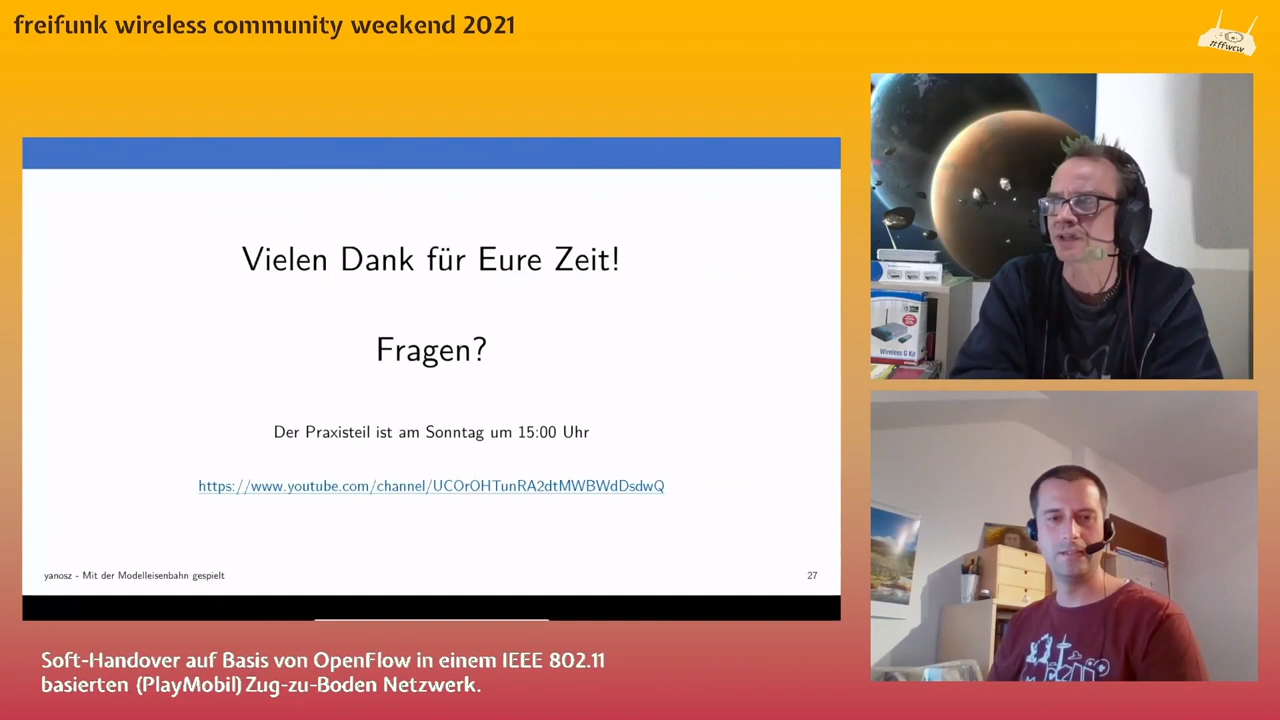 freifunk wireless community weekend 2021
#ffwcw
Vielen Dank für Eure Zeit!
Fragen?
Der Praxisteil ist am Sonntag um 15:00 Uhr
https://www.youtube.com/channel/UCOrOHTunRA2dtMWBWdDsdwQ
yanosz - Mit der Modelleisenbahn gespielt
27
Wireless G Kit
Soft-Handover auf Basis von OpenFlow in einem IEEE 802.11
basierten (PlayMobil) Zug-zu-Boden Netzwerk.